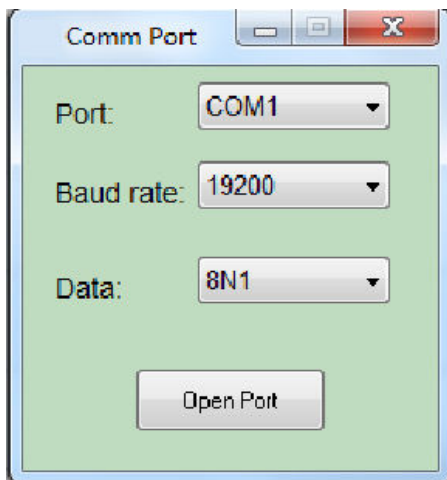 Comm Port
Port: COM1
Baud rate: 19200
Data: 8N1
Open Port